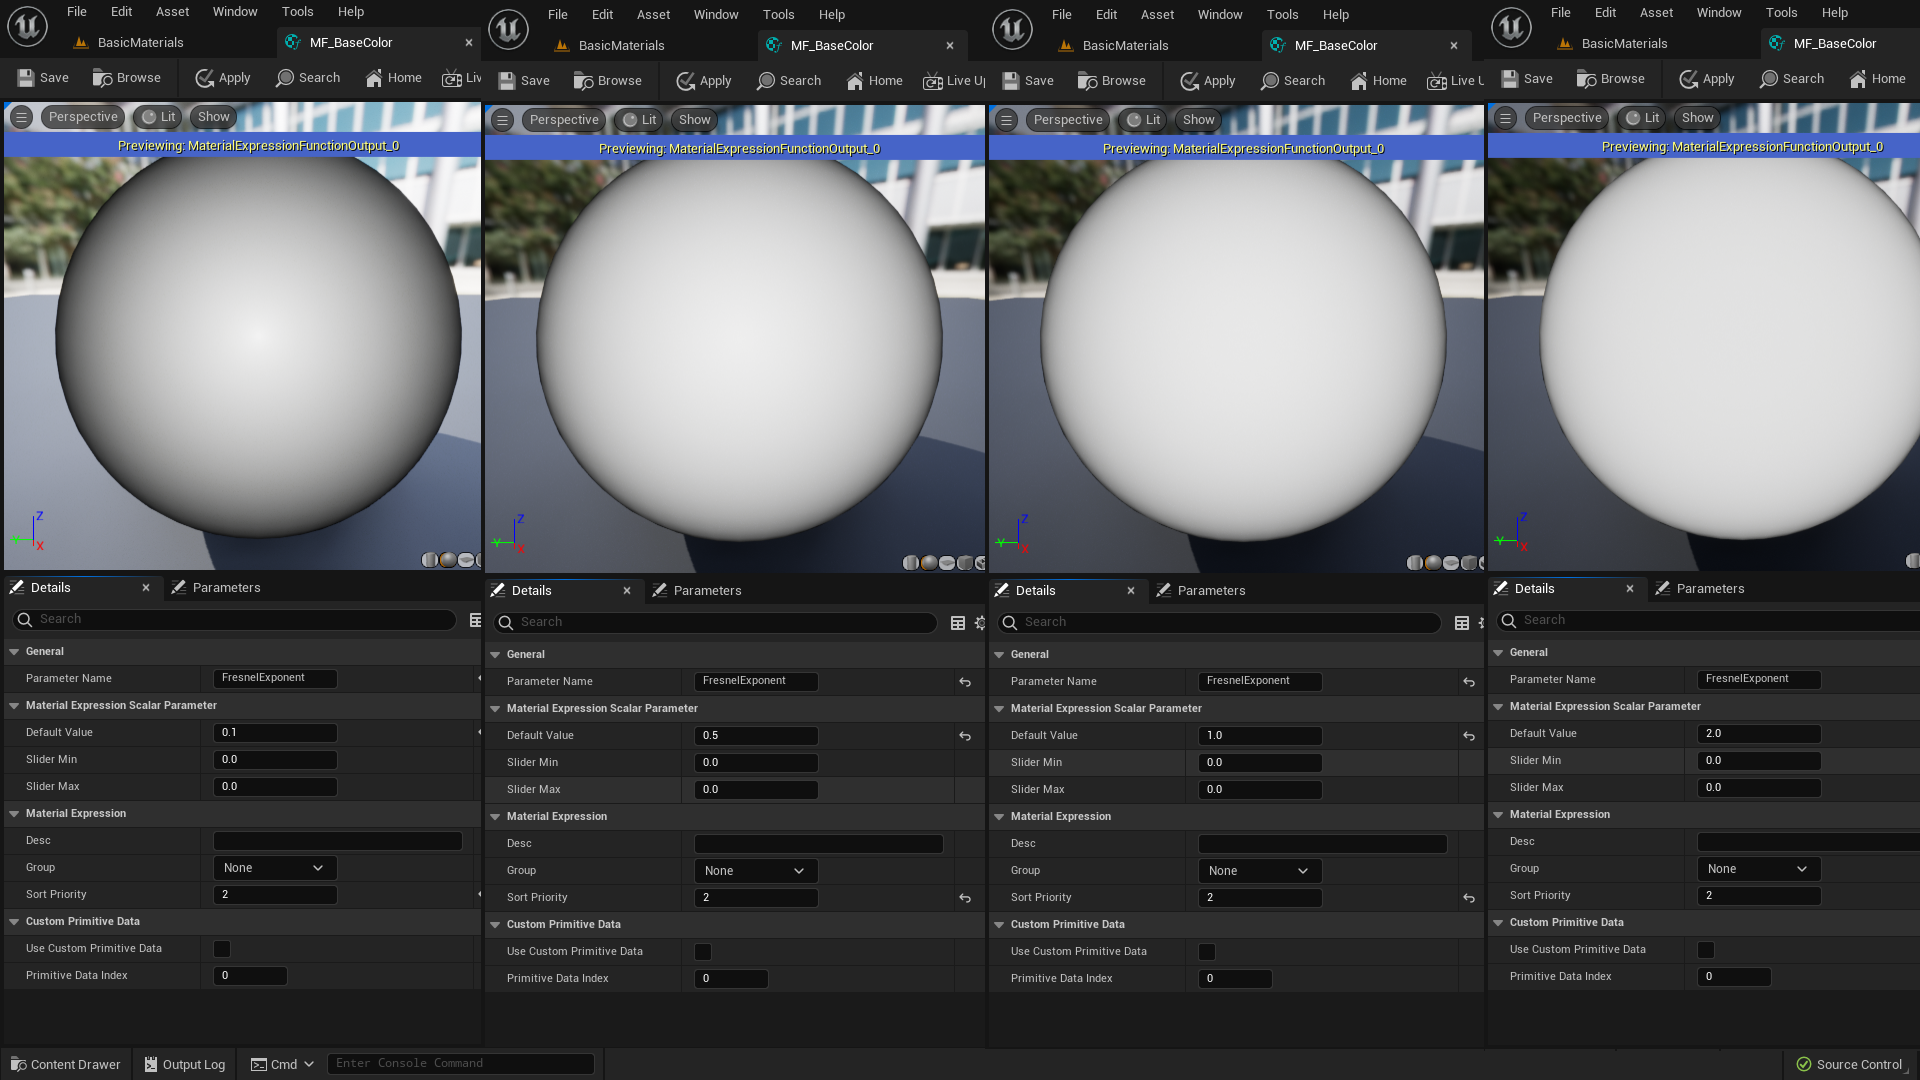 File Edit Asset Window Tools Help
BasicMaterials MF_BaseColor
Save Browse Apply Search Home Liv
Perspective Lit Show
Previewing: MaterialExpressionFunctionOutput_0
Z
Y
X
Details Parameters
Search
General
Parameter Name FresnelExponent
Material Expression Scalar Parameter
Default Value 0.1
Slider Min 0.0
Slider Max 0.0
Material Expression
Desc
Group None
Sort Priority 2
Custom Primitive Data
Use Custom Primitive Data
Primitive Data Index 0
File Edit Asset Window Tools Help
BasicMaterials MF_BaseColor
Save Browse Apply Search Home Live U
Perspective Lit Show
Previewing: MaterialExpressionFunctionOutput_0
Z
Y
X
Details Parameters
Search
General
Parameter Name FresnelExponent
Material Expression Scalar Parameter
Default Value 0.5
Slider Min 0.0
Slider Max 0.0
Material Expression
Desc
Group None
Sort Priority 2
Custom Primitive Data
Use Custom Primitive Data
Primitive Data Index 0
File Edit Asset Window Tools Help
BasicMaterials MF_BaseColor
Save Browse Apply Search Home Live U
Perspective Lit Show
Previewing: MaterialExpressionFunctionOutput_0
Z
Y
X
Details Parameters
Search
General
Parameter Name FresnelExponent
Material Expression Scalar Parameter
Default Value 1.0
Slider Min 0.0
Slider Max 0.0
Material Expression
Desc
Group None
Sort Priority 2
Custom Primitive Data
Use Custom Primitive Data
Primitive Data Index 0
File Edit Asset Window Tools Help
BasicMaterials MF_BaseColor
Save Browse Apply Search Home
Perspective Lit Show
Previewing: MaterialExpressionFunctionOutput_0
Z
Y
X
Details Parameters
Search
General
Parameter Name FresnelExponent
Material Expression Scalar Parameter
Default Value 2.0
Slider Min 0.0
Slider Max 0.0
Material Expression
Desc
Group None
Sort Priority 2
Custom Primitive Data
Use Custom Primitive Data
Primitive Data Index 0
Content Drawer Output Log Cmd Enter Console Command Source Control